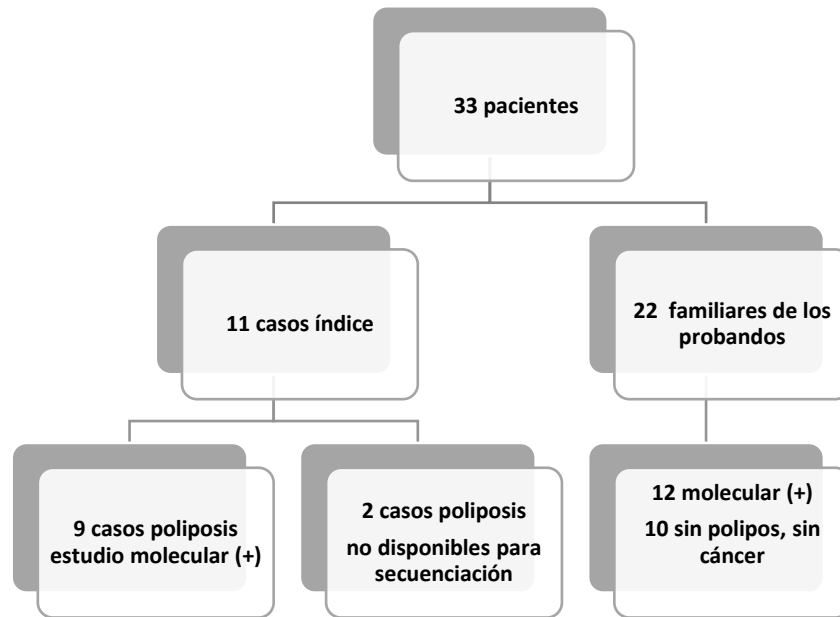 33 pacientes
11 casos índice
22 familiares de los
probandos
9 casos poliposis
estudio molecular (+)
2 casos poliposis
no disponibles para
secuenciación
12 molecular (+)
10 sin polipos, sin
cáncer